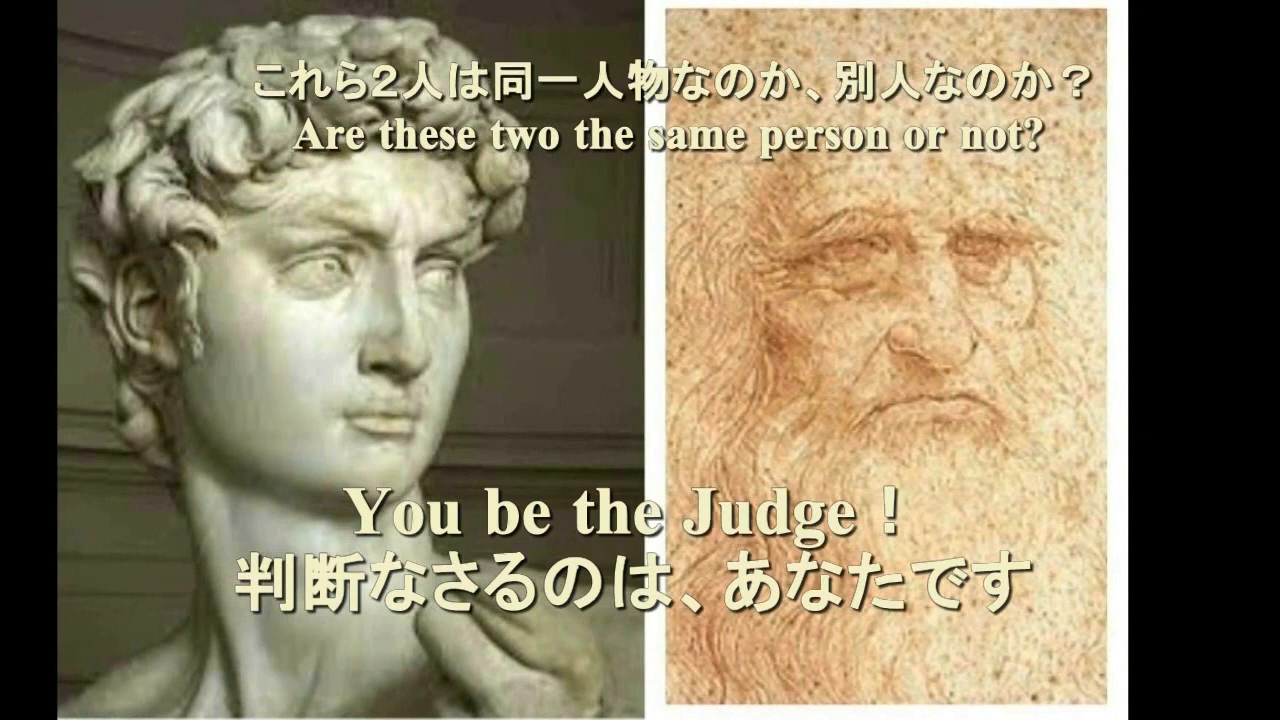 これら２人は同一人物なのか、別人なのか？
Are these two the same person or not?
You be the Judge！
判断なさるのは、あなたです